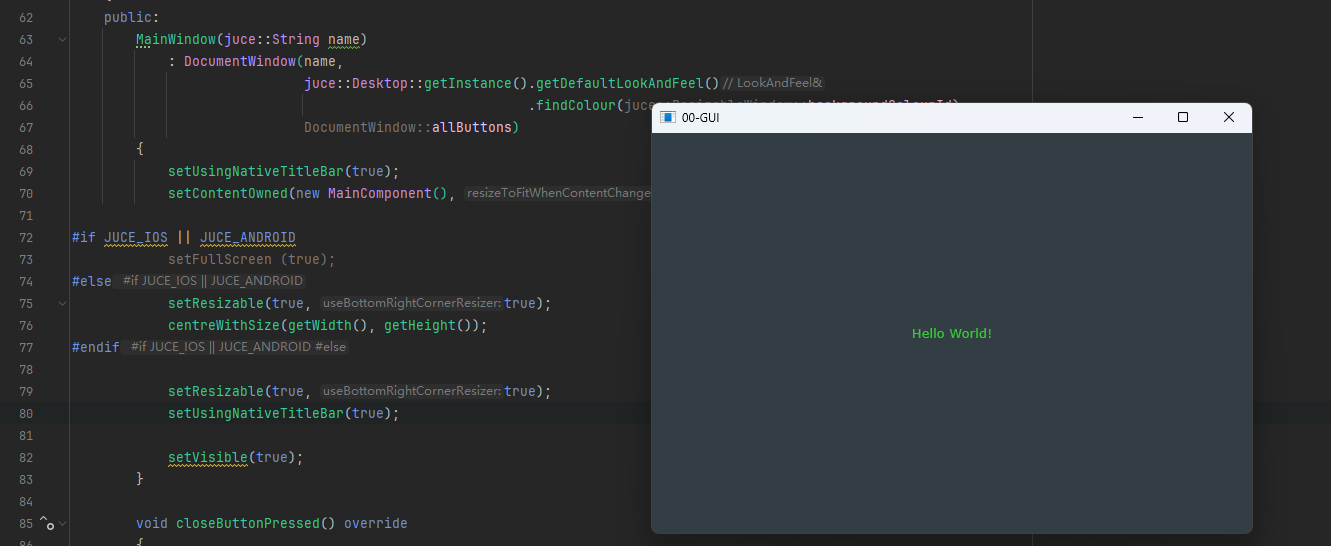 62 public:
63 MainWindow(juce::String name)
64 : DocumentWindow(name,
65 juce::Desktop::getInstance().getDefaultLookAndFeel() // LookAndFeel&
66 .findColour(
67 DocumentWindow::allButtons)
68 {
69 setUsingNativeTitleBar(true);
70 setContentOwned(new MainComponent(), resizeToFitWhenContentChange
71
72 #if JUCE_IOS || JUCE_ANDROID
73 setFullScreen (true);
74 #else #if JUCE_IOS || JUCE_ANDROID
75 setResizable(true, useBottomRightCornerResizer: true);
76 centreWithSize(getWidth(), getHeight());
77 #endif #if JUCE_IOS || JUCE_ANDROID #else
78
79 setResizable(true, useBottomRightCornerResizer: true);
80 setUsingNativeTitleBar(true);
81
82 setVisible(true);
83 }
84
85 void closeButtonPressed() override
86 {
00-GUI
Hello World!